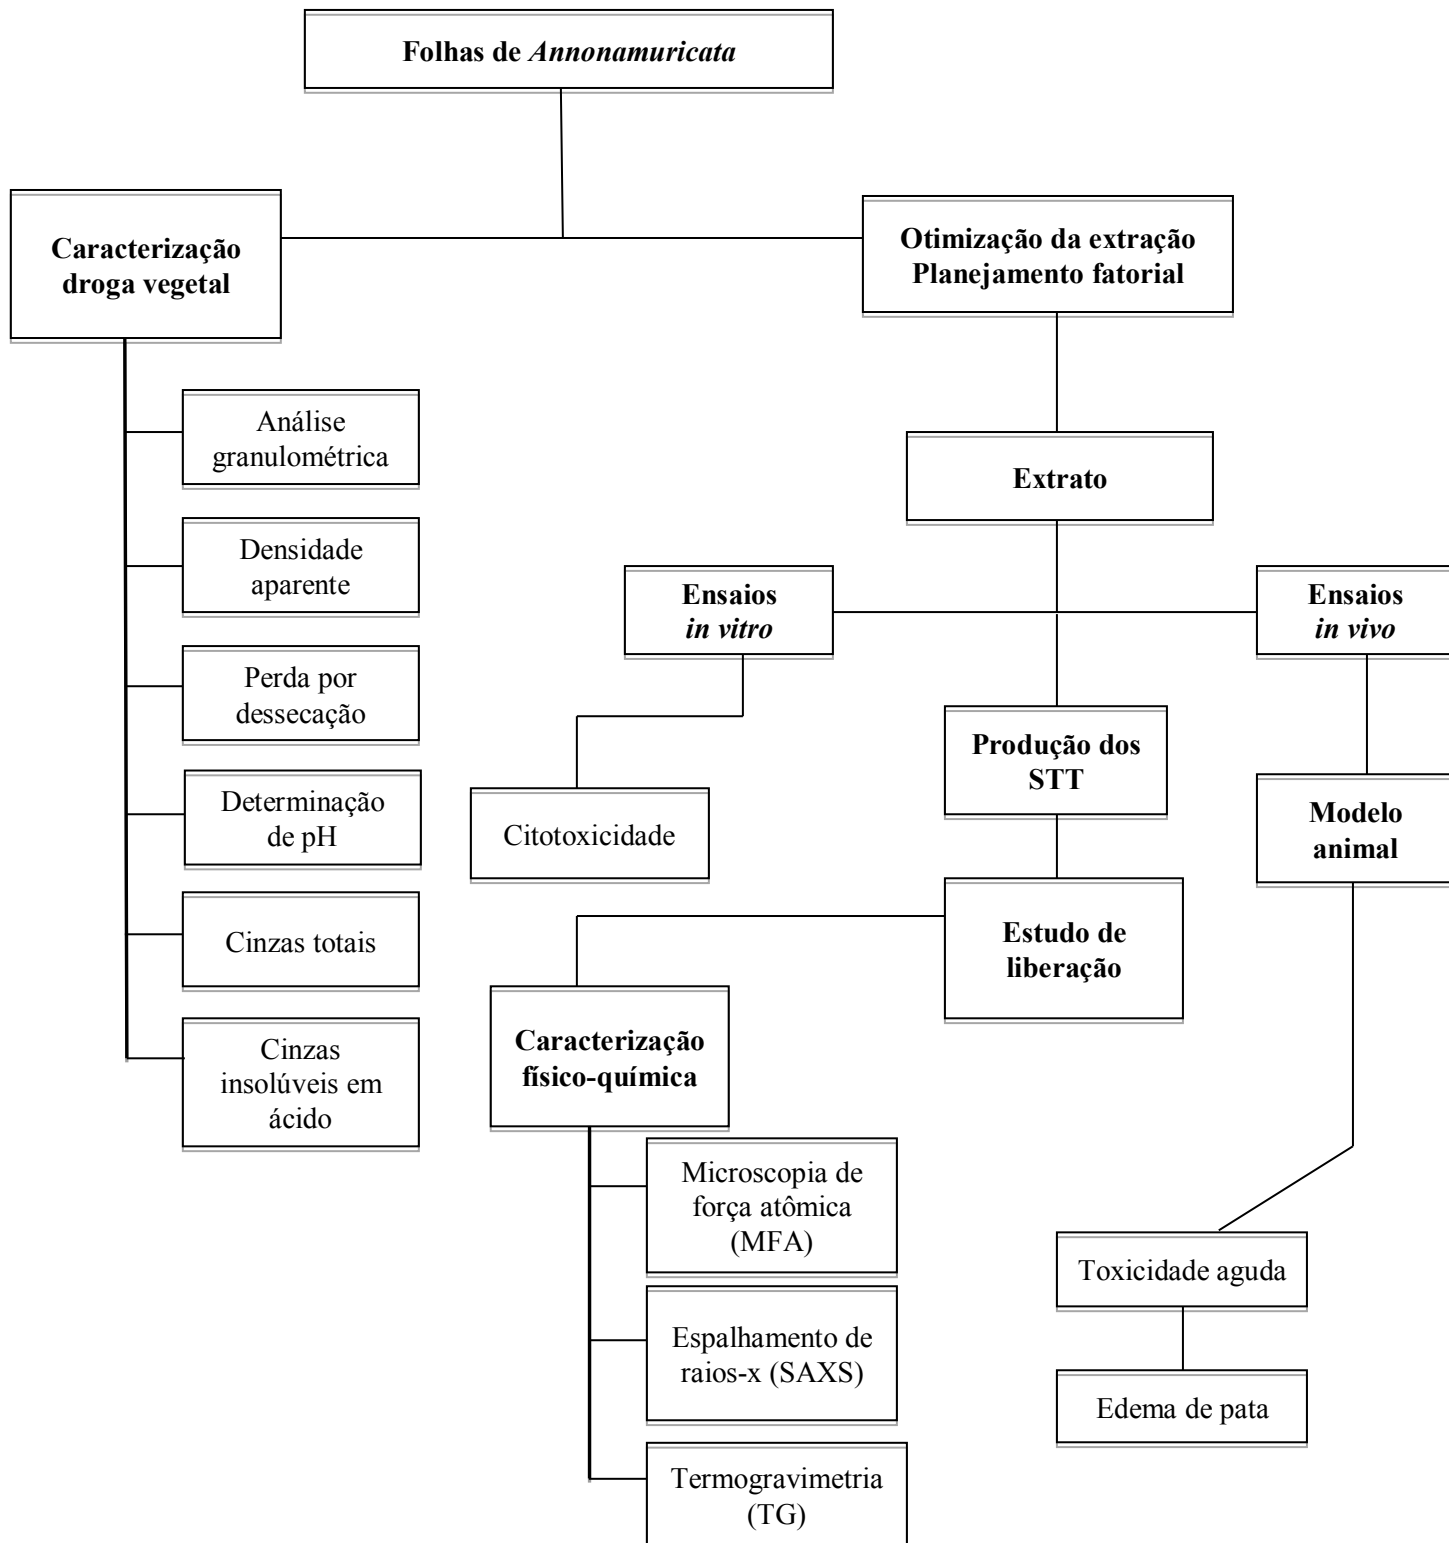 Folhas de Annonamuricata
Caracterização
droga vegetal
Otimização da extração
Planejamento fatorial
Análise
granulométrica
Densidade
aparente
Perda por
dessecação
Determinação
de pH
Cinzas totais
Cinzas
insolúveis em
ácido
Extrato
Ensaios
in vitro
Ensaios
in vivo
Citotoxicidade
Produção dos
STT
Modelo
animal
Estudo de
liberação
Caracterização
físico-química
Microscopia de
força atômica
(MFA)
Espalhamento de
raios-x (SAXS)
Termogravimetria
(TG)
Toxicidade aguda
Edema de pata